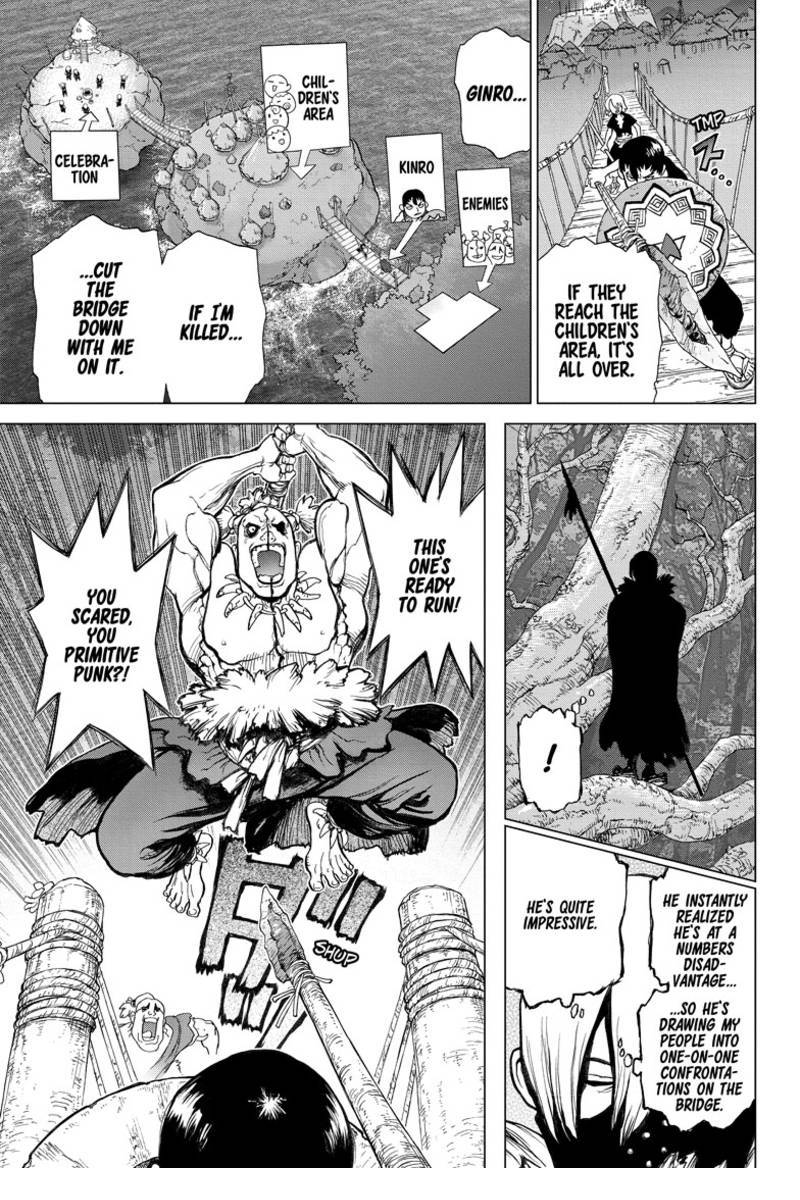 TMP
ス...
IF THEY
REACH THE
CHILDREN'S
AREA, IT'S
ALL OVER.
GINRO...
CHIL-
DREN'S
AREA
CELEBRA-
TION
KINRO
ENEMIES
IF I'M
KILLED...
...CUT
THE
BRIDGE
DOWN
WITH ME
ON IT.
!
HE INSTANTLY
REALIZED
HE'S AT A
NUMBERS
DISAD-
VANTAGE...
...SO HE'S
DRAWING MY
PEOPLE INTO
ONE-ON-ONE
CONFRONTA-
TIONS ON THE
BRIDGE.
HE'S QUITE
IMPRESSIVE.
THIS
ONE'S
READY
TO RUN!
YOU
SCARED,
YOU
PRIMITIVE
PUNK?!
SHUP